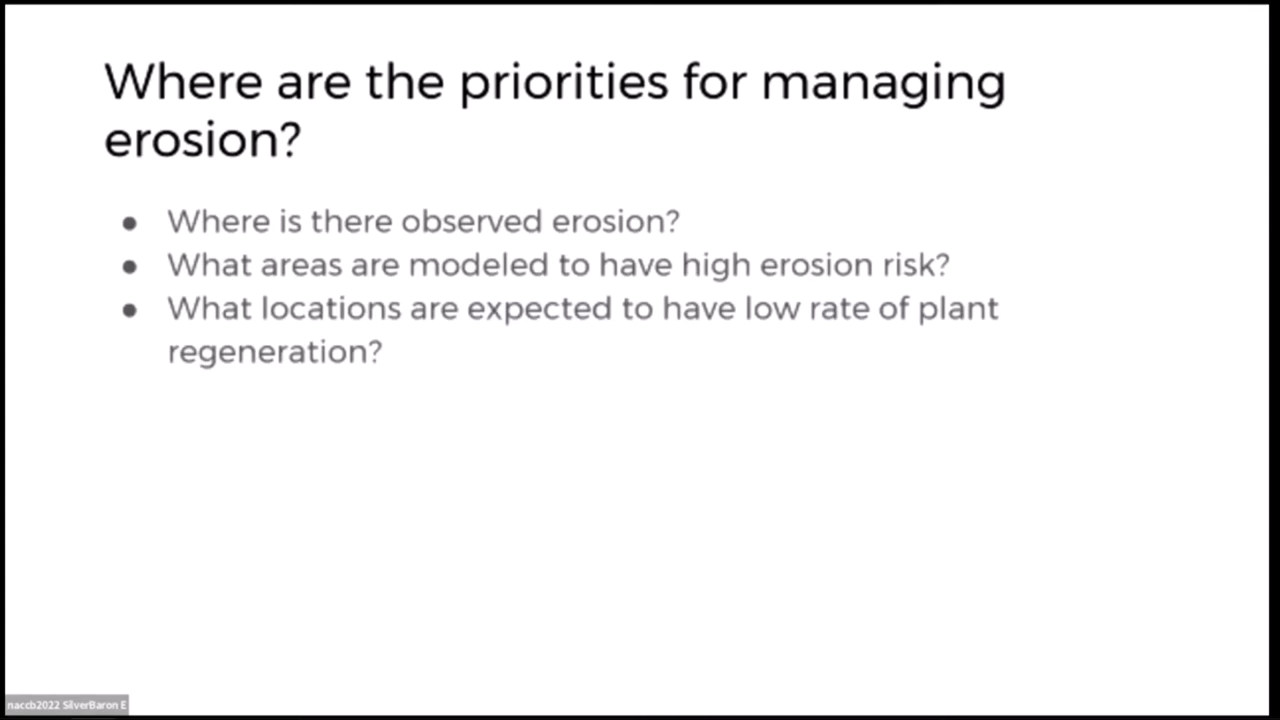 Where are the priorities for managing
erosion?
● Where is there observed erosion?
● What areas are modeled to have high erosion risk?
● What locations are expected to have low rate of plant
regeneration?
naccb2022 SilverBaron E